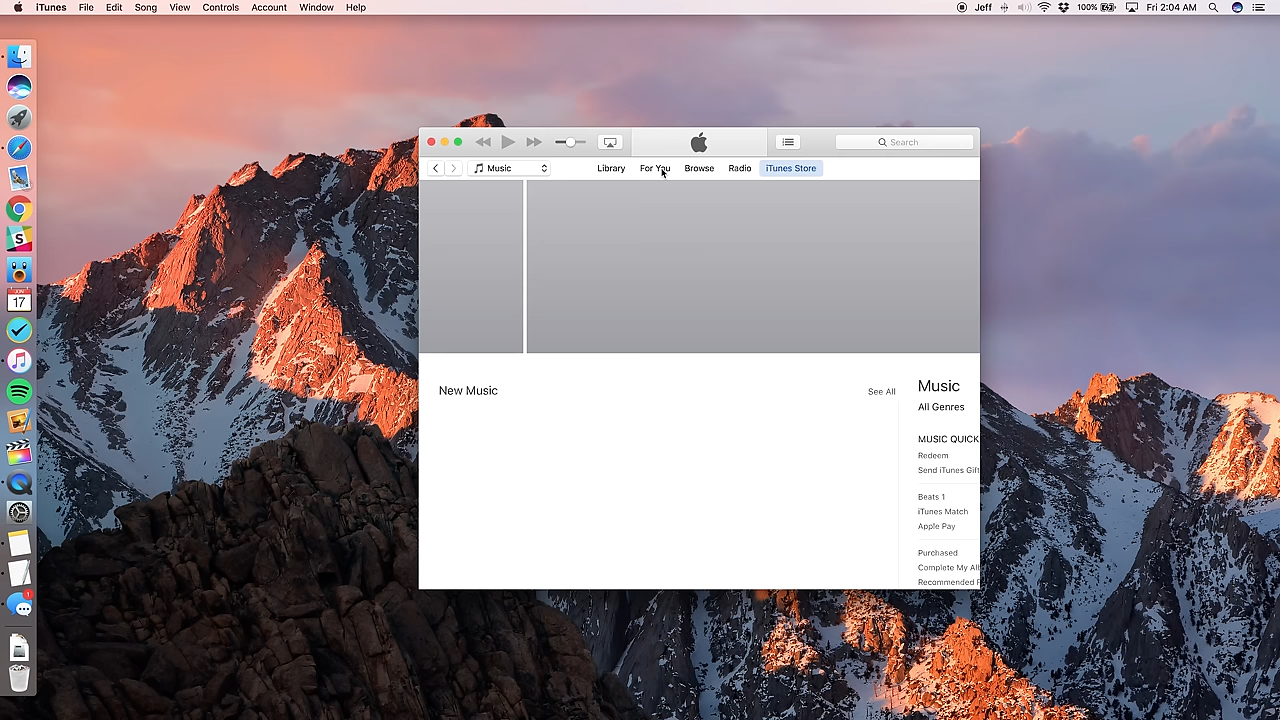 iTunes File Edit Song View Controls Account Window Help Jeff 100% Fri 2:04 AM
Search
Music Library For You Browse Radio iTunes Store
New Music See All
Music
All Genres
MUSIC QUICK
Redeem
Send iTunes Gift
Beats 1
iTunes Match
Apple Pay
Purchased
Complete My Al
Recommended
JUN
17
S
1